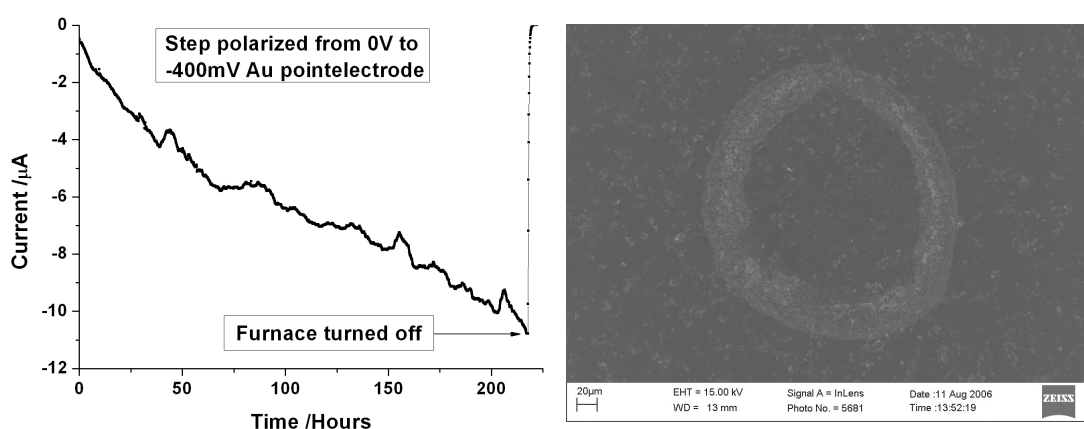 0
-2
-4
-6
-8
-10
-12
Current /µA
Step polarized from 0V to
-400mV Au pointelectrode
Furnace turned off
0
50
100
150
200
Time /Hours
20µm
EHT = 15.00 kV
WD = 13 mm
Signal A = InLens
Photo No. = 5681
Date :11 Aug 2006
Time :13:52:19
ZEISS